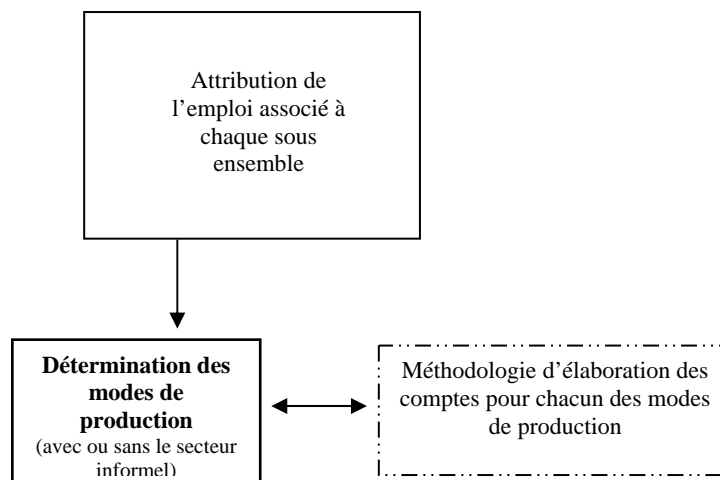 Attribution de
l’emploi associé à
chaque sous
ensemble
Détermination des
modes de
production
(avec ou sans le secteur
informel)
Méthodologie d’élaboration des
comptes pour chacun des modes
de production